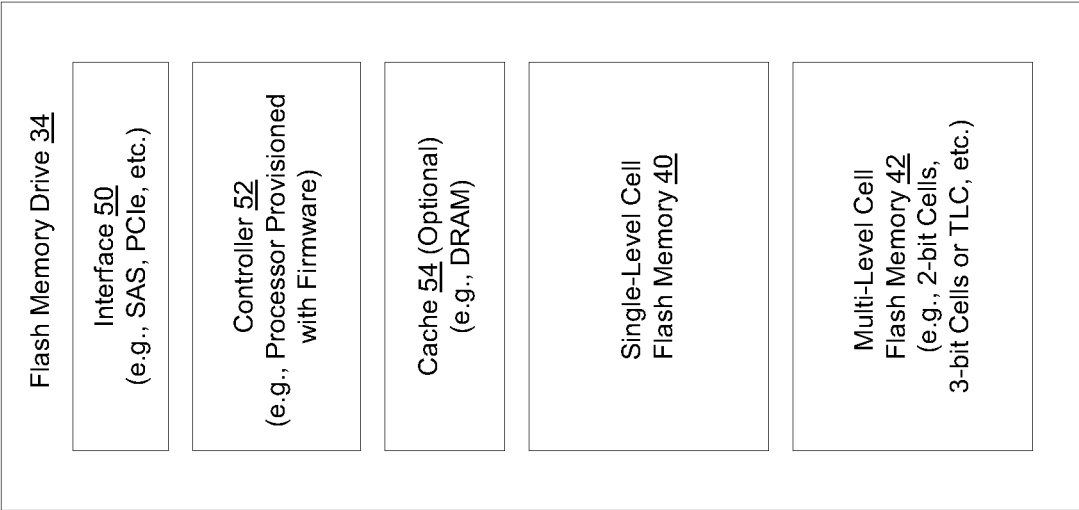 Flash Memory Drive 34
Interface 50
(e.g., SAS, PCIe, etc.)
Controller 52
(e.g., Processor Provisioned
with Firmware)
Cache 54 (Optional)
(e.g., DRAM)
Single-Level Cell
Flash Memory 40
Multi-Level Cell
Flash Memory 42
(e.g., 2-bit Cells,
3-bit Cells or TLC, etc.)